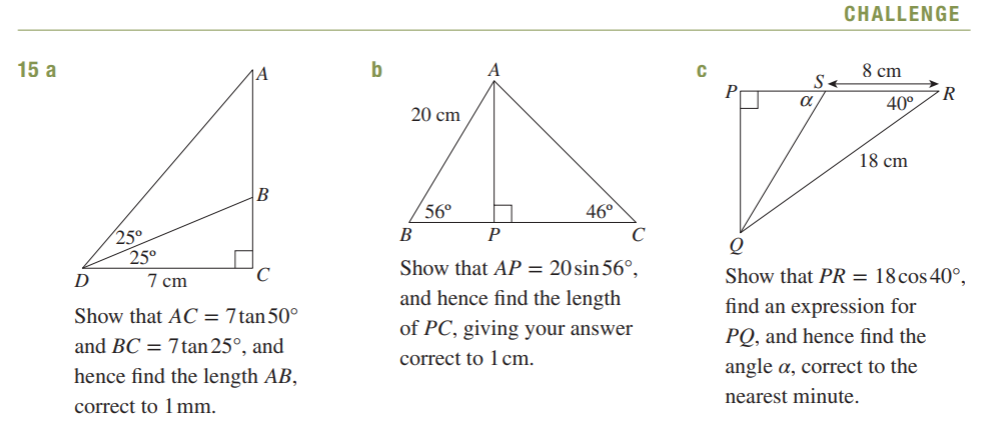 CHALLENGE
15 a
A
B
25°
25°
D
7 cm
C
Show that AC = 7 tan 50°
and BC = 7 tan 25°, and
hence find the length AB,
correct to 1 mm.
b
A
20 cm
56°
46°
B
P
C
Show that AP = 20 sin 56°,
and hence find the length
of PC, giving your answer
correct to 1 cm.
c
8 cm
S
P
α
40°
R
18 cm
Q
Show that PR = 18 cos 40°,
find an expression for
PQ, and hence find the
angle α, correct to the
nearest minute.